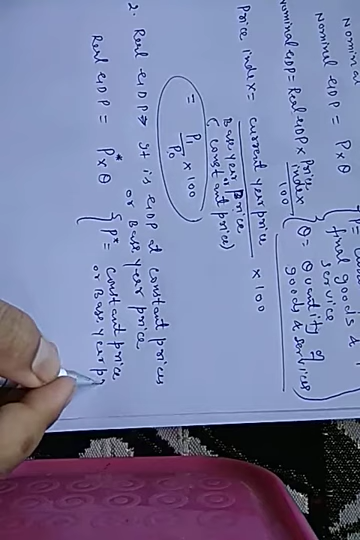 Nominal
Nominal GDP = P×Q
final goods &
service
Q = Quantity of
goods & services
Nominal GDP = Real GDP × Price index / 100
Price index = current year price / Base year price × 100
or
(constant price)
= P1 / P0 × 100
2. Real GDP → It is GDP at constant prices
or Base year price.
Real GDP = P* × Q { P* = constant price
or Base year p